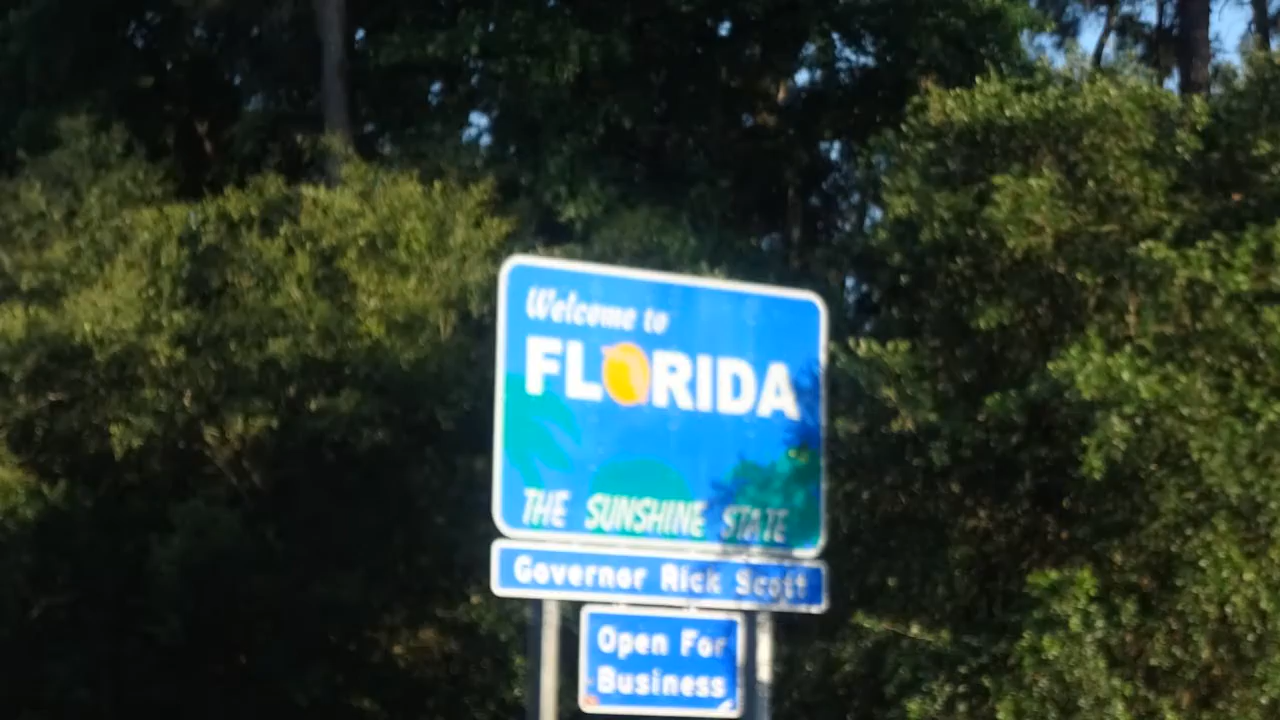 Welcome to
FLORIDA
THE SUNSHINE STATE
Governor Rick Scott
Open For
Business